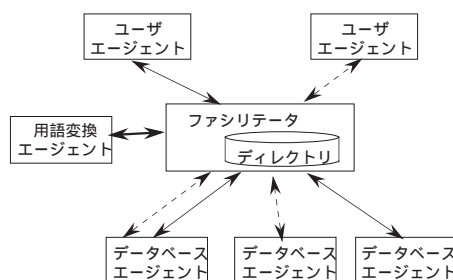 ユーザ
エージェント
ユーザ
エージェント
ファシリテータ
ディレクトリ
用語変換
エージェント
データベース
エージェント
データベース
エージェント
データベース
エージェント